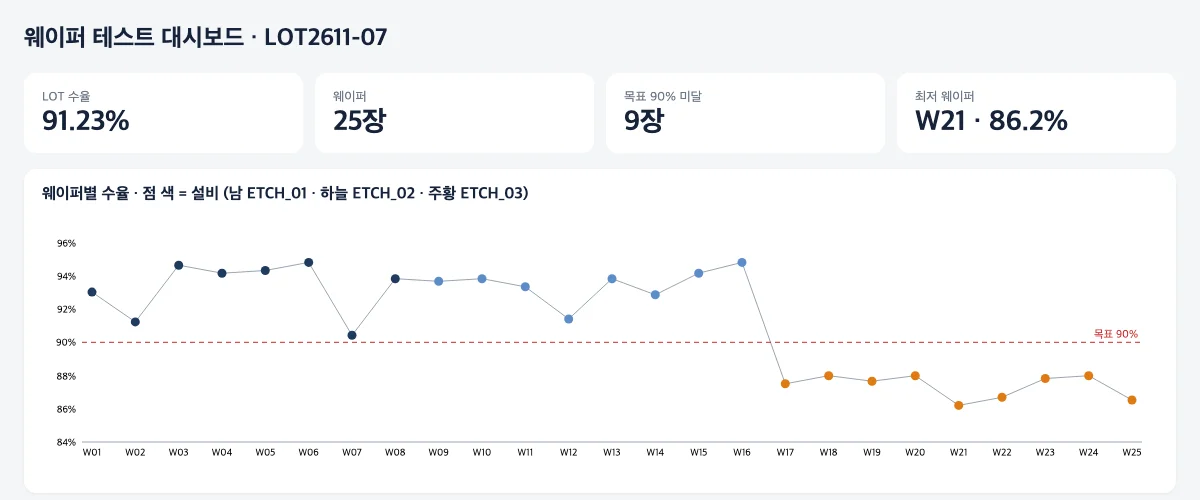 웨이퍼 테스트 대시보드 · LOT2611-07
LOT 수율
91.23%
웨이퍼
25장
목표 90% 미달
9장
최저 웨이퍼
W21 · 86.2%
웨이퍼별 수율 · 점 색 = 설비 (남 ETCH_01 · 하늘 ETCH_02 · 주황 ETCH_03)
96%
94%
92%
90%
88%
86%
84%
목표 90%
W01 W02 W03 W04 W05 W06 W07 W08 W09 W10 W11 W12 W13 W14 W15 W16 W17 W18 W19 W20 W21 W22 W23 W24 W25